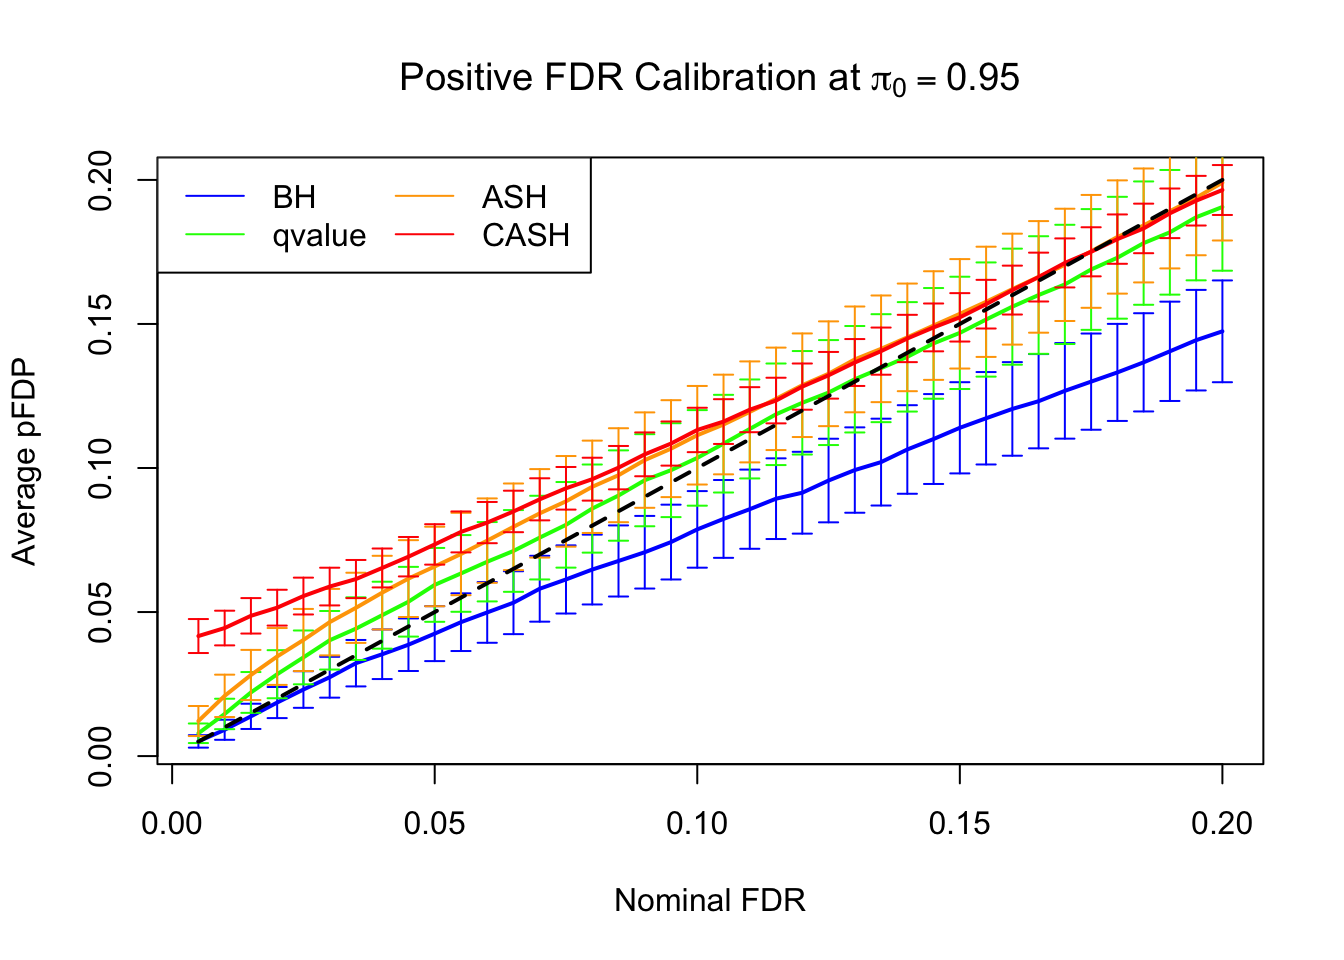 Positive FDR Calibration at π₀ = 0.95
BH ASH
qvalue CASH
Average pFDP
0.20
0.15
0.10
0.05
0.00
0.00 0.05 0.10 0.15 0.20
Nominal FDR